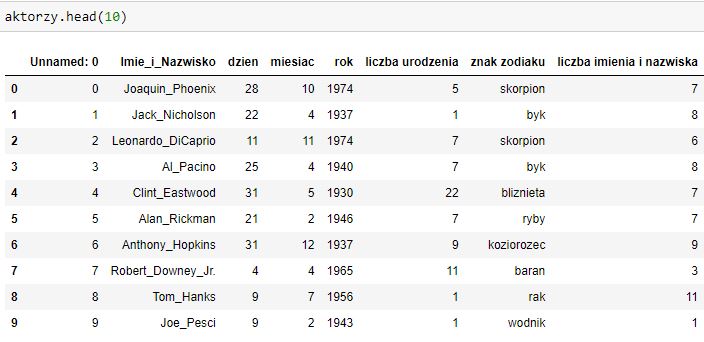 aktorzy.head(10)
Unnamed: 0 Imie_i_Nazwisko dzien miesiac rok liczba urodzenia znak zodiaku liczba imienia i nazwiska
0 0 Joaquin_Phoenix 28 10 1974 5 skorpion 7
1 1 Jack_Nicholson 22 4 1937 1 byk 8
2 2 Leonardo_DiCaprio 11 11 1974 7 skorpion 6
3 3 Al_Pacino 25 4 1940 7 byk 8
4 4 Clint_Eastwood 31 5 1930 22 bliznieta 7
5 5 Alan_Rickman 21 2 1946 7 ryby 7
6 6 Anthony_Hopkins 31 12 1937 9 koziorozec 9
7 7 Robert_Downey_Jr. 4 4 1965 11 baran 3
8 8 Tom_Hanks 9 7 1956 1 rak 11
9 9 Joe_Pesci 9 2 1943 1 wodnik 1